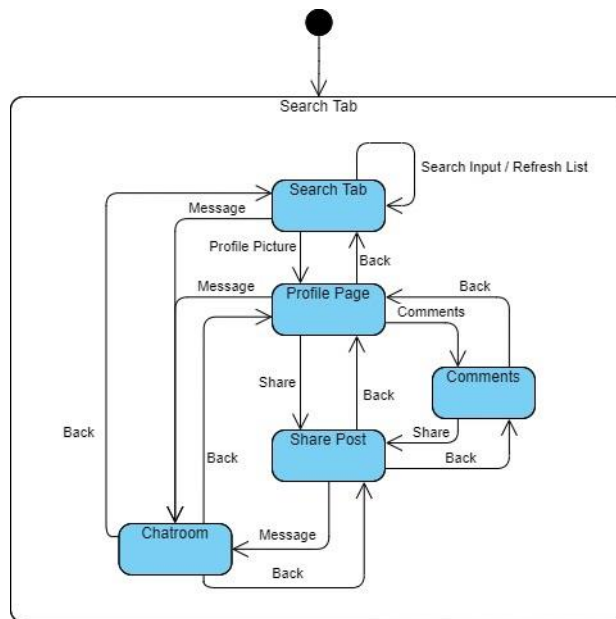 Search Tab
Search Tab
Search Input / Refresh List
Message
Profile Picture
Back
Message
Profile Page
Back
Comments
Comments
Share
Back
Share
Back
Back
Share Post
Back
Chatroom
Message
Back